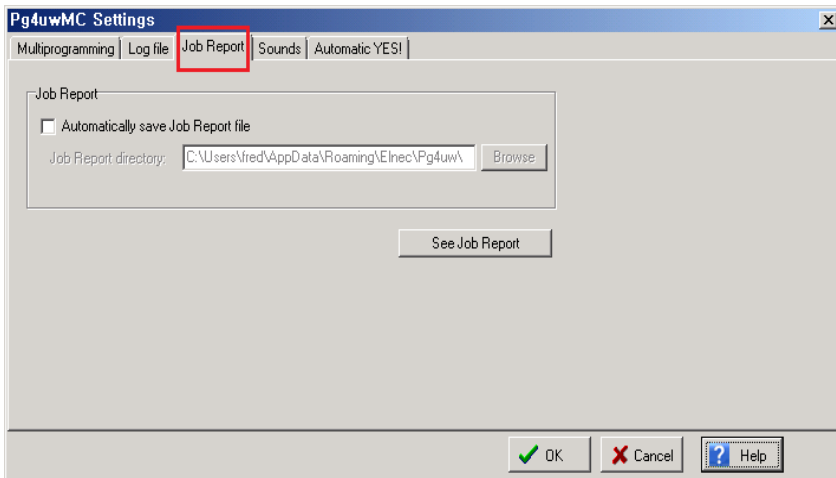 Pg4uwMC Settings
Multiprogramming Log file Job Report Sounds Automatic YES!
Job Report
Automatically save Job Report file
Job Report directory: C:\Users\fred\AppData\Roaming\Elnec\Pg4uw\ Browse
See Job Report
OK Cancel ? Help